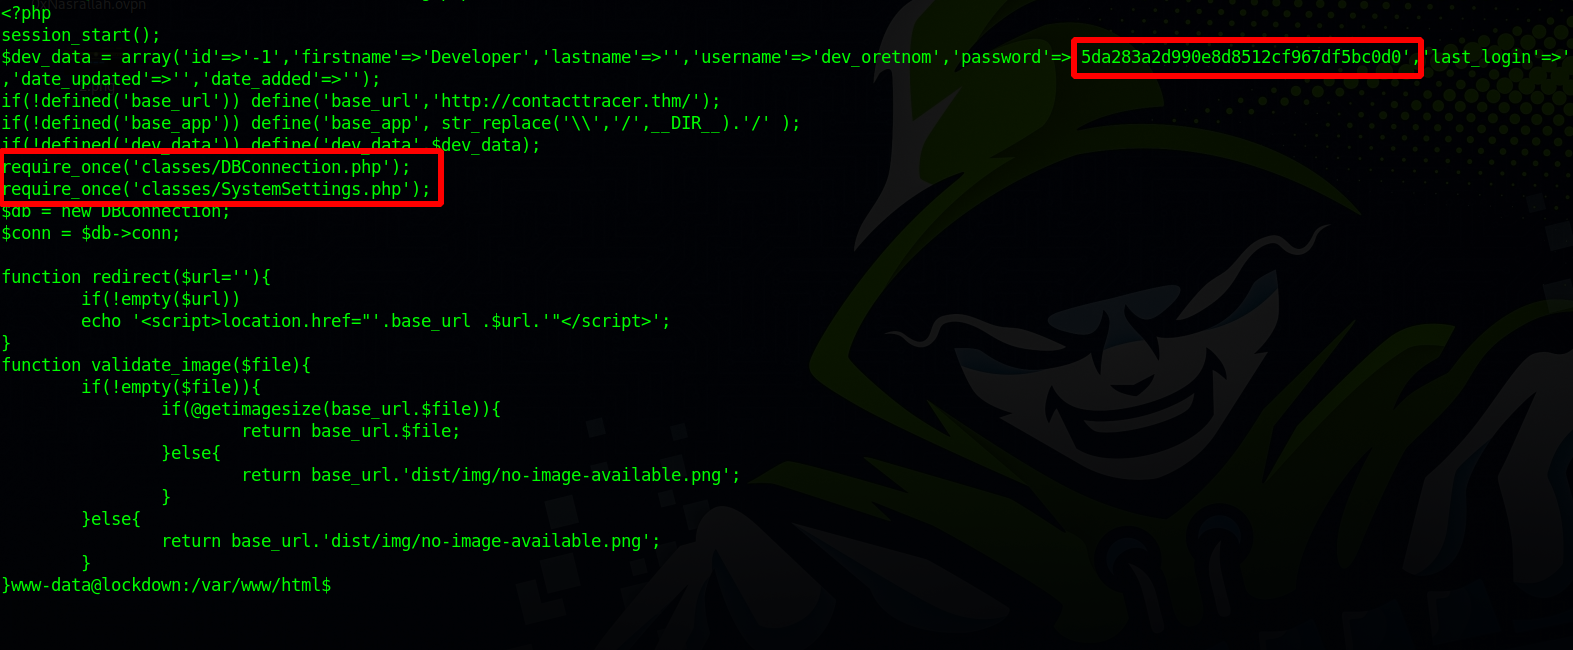 0xNasrallah.ovpn
<?php
session_start();
$dev_data = array('id'=>'-1','firstname'=>'Developer','lastname'=>'','username'=>'dev_oretnom','password'=> 5da283a2d990e8d8512cf967df5bc0d0','last_login'=>'
,'date_updated'=>'','date_added'=>'');
if(!defined('base_url')) define('base_url','http://contacttracer.thm/');
if(!defined('base_app')) define('base_app', str_replace('\\','/',__DIR__).'/' );
if(!defined('dev_data')) define('dev_data',$dev_data);
require_once('classes/DBConnection.php');
require_once('classes/SystemSettings.php');
$db = new DBConnection;
$conn = $db->conn;
function redirect($url=''){
if(!empty($url))
echo '<script>location.href="'.base_url .$url.'"</script>';
}
function validate_image($file){
if(!empty($file)){
if(@getimagesize(base_url.$file)){
return base_url.$file;
}else{
return base_url.'dist/img/no-image-available.png';
}
}else{
return base_url.'dist/img/no-image-available.png';
}
}www-data@lockdown:/var/www/html$